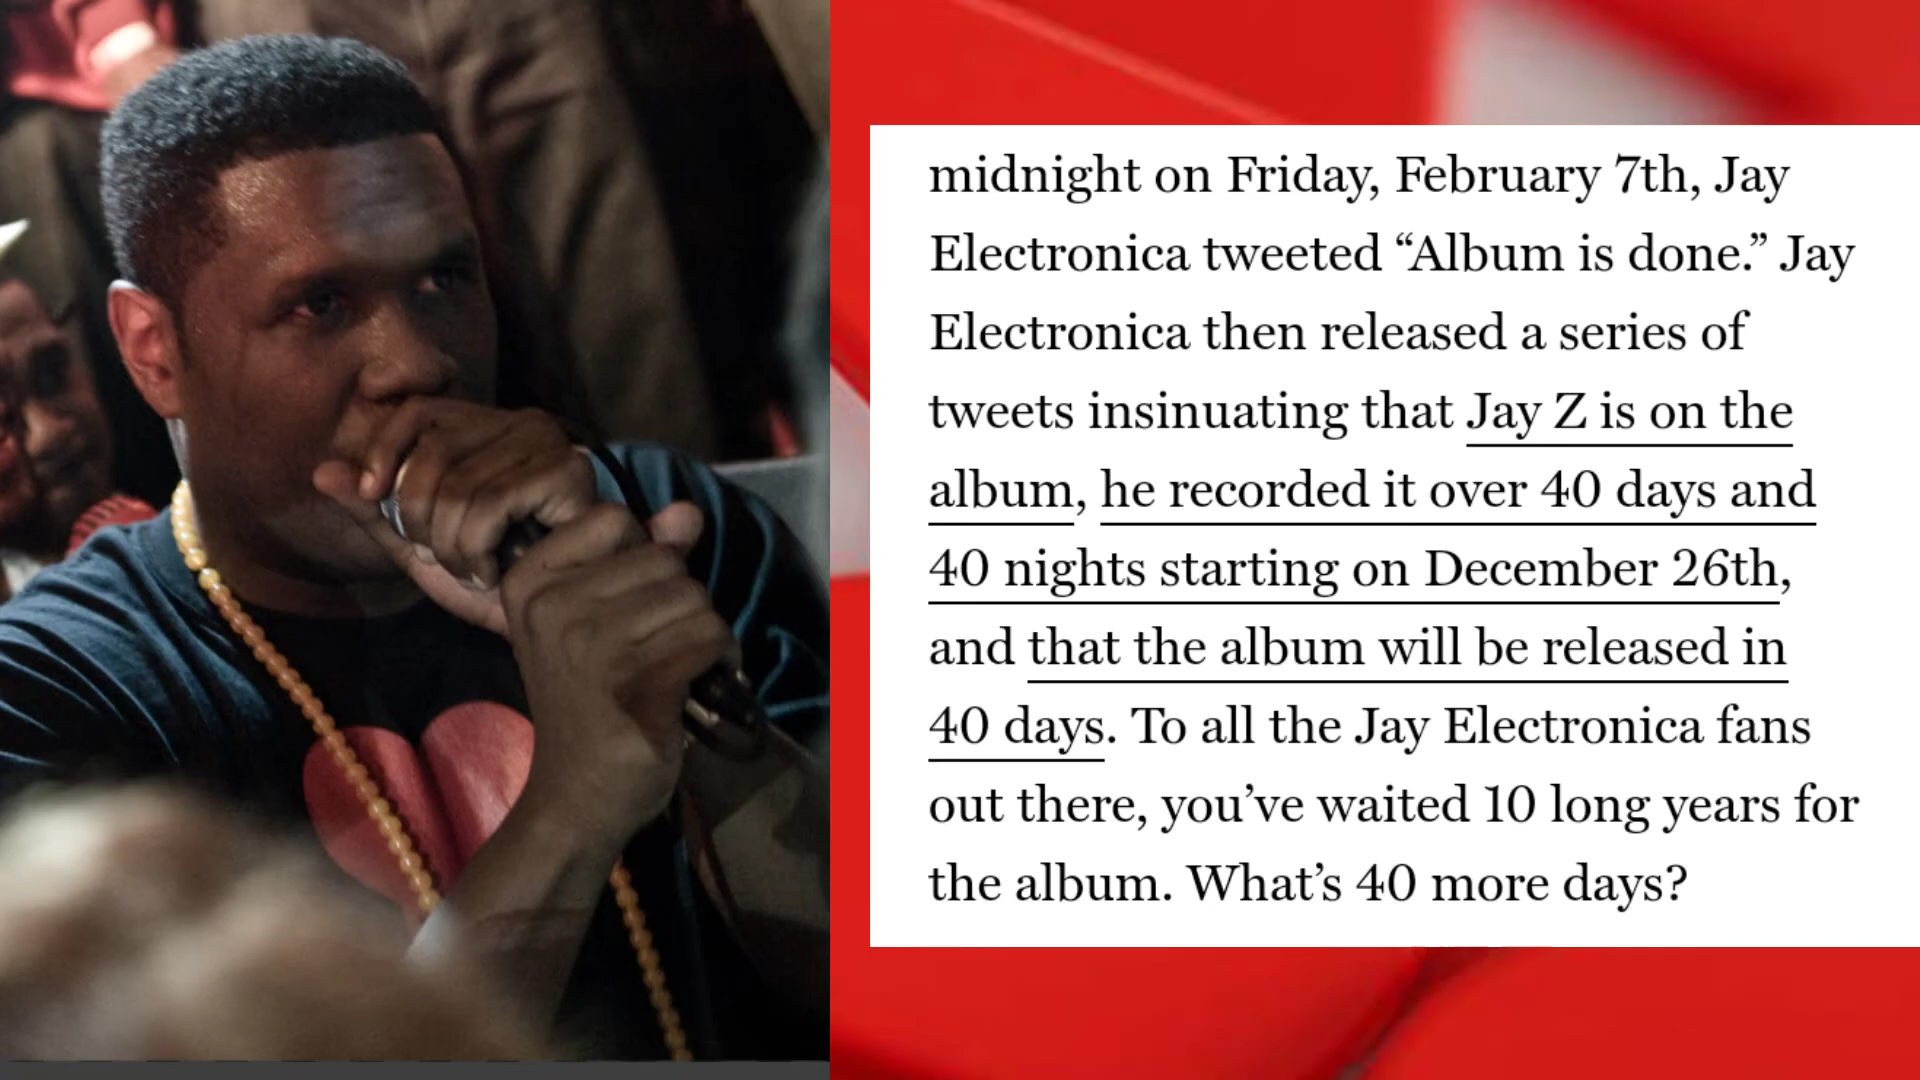 midnight on Friday, February 7th, Jay
Electronica tweeted “Album is done.” Jay
Electronica then released a series of
tweets insinuating that Jay Z is on the
album, he recorded it over 40 days and
40 nights starting on December 26th,
and that the album will be released in
40 days. To all the Jay Electronica fans
out there, you’ve waited 10 long years for
the album. What’s 40 more days?